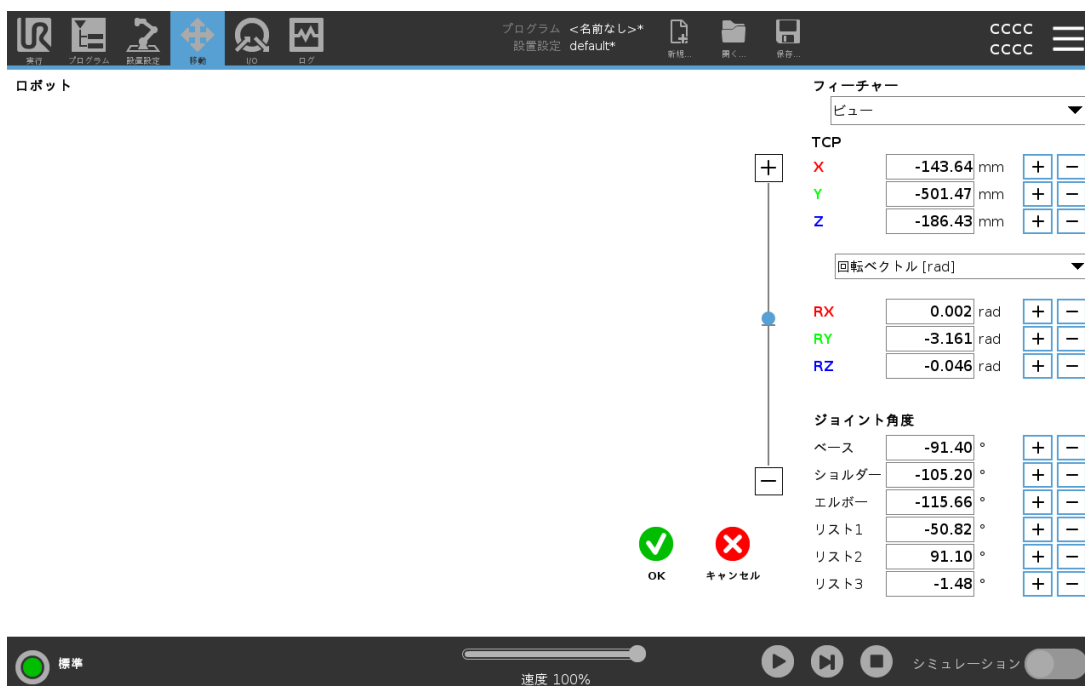 UR
実行
プログラム
設置設定
移動
I/O
ログ
プログラム <名前なし>*
設置設定 default*
新規...
開く...
保存...
CCCC
CCCC
ロボット
フィーチャー
ビュー
TCP
X -143.64 mm + −
Y -501.47 mm + −
Z -186.43 mm + −
回転ベクトル [rad]
RX 0.002 rad + −
RY -3.161 rad + −
RZ -0.046 rad + −
ジョイント角度
ベース -91.40 ° + −
ショルダー -105.20 ° + −
エルボー -115.66 ° + −
リスト1 -50.82 ° + −
リスト2 91.10 ° + −
リスト3 -1.48 ° + −
+
−
OK
キャンセル
標準
速度 100%
シミュレーション